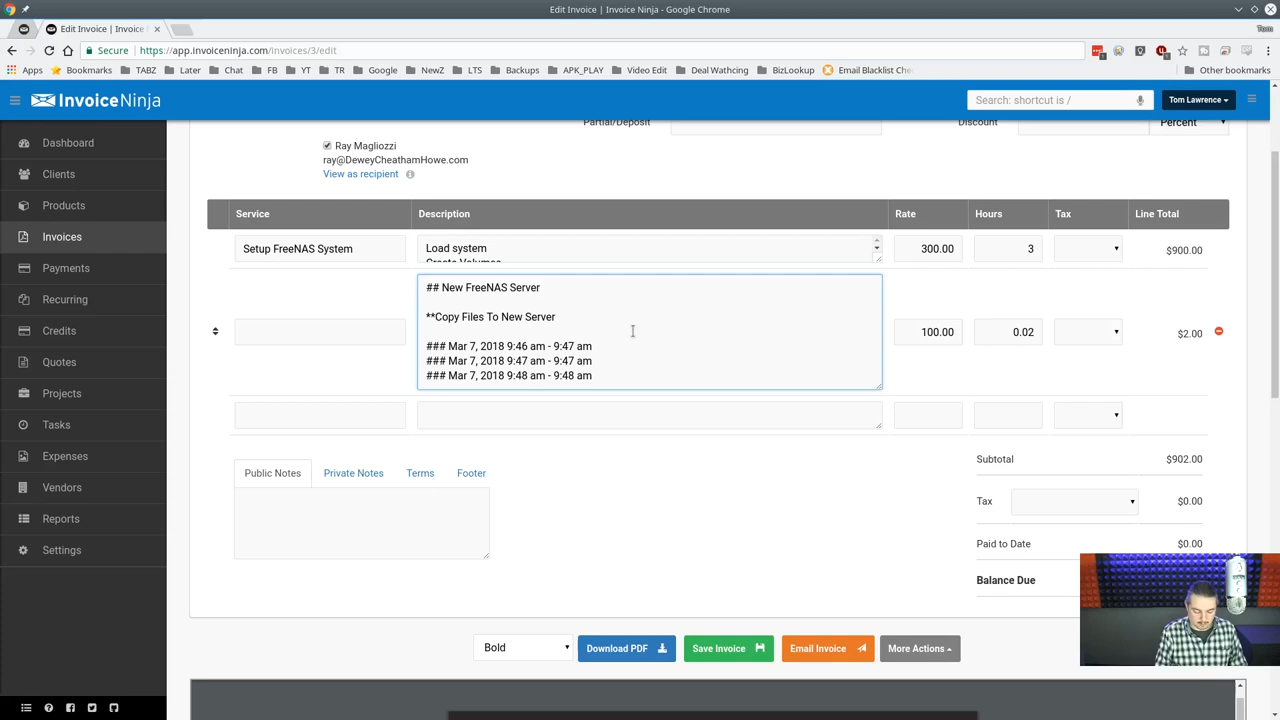 Edit Invoice | Invoice Ninja - Google Chrome
Edit Invoice | Invoice
Tom
Secure
https://app.invoiceninja.com/invoices/3/edit
Apps
Bookmarks
TABZ
Later
Chat
FB
YT
TR
Google
NewZ
LTS
Backups
APK_PLAY
Video Edit
Deal Wathcing
BizLookup
Email Blacklist Che
Other bookmarks
InvoiceNinja
Search: shortcut is /
Tom Lawrence
Dashboard
Clients
Products
Invoices
Payments
Recurring
Credits
Quotes
Projects
Tasks
Expenses
Vendors
Reports
Settings
Partial/Deposit
Discount
Percent
Ray Magliozzi
ray@DeweyCheathamHowe.com
View as recipient
Service
Description
Rate
Hours
Tax
Line Total
Setup FreeNAS System
Load system
Create Volumes
300.00
3
$900.00
## New FreeNAS Server
**Copy Files To New Server
### Mar 7, 2018 9:46 am - 9:47 am
### Mar 7, 2018 9:47 am - 9:47 am
### Mar 7, 2018 9:48 am - 9:48 am
100.00
0.02
$2.00
Public Notes
Private Notes
Terms
Footer
Subtotal
$902.00
Tax
$0.00
Paid to Date
$0.00
Balance Due
Bold
Download PDF
Save Invoice
Email Invoice
More Actions